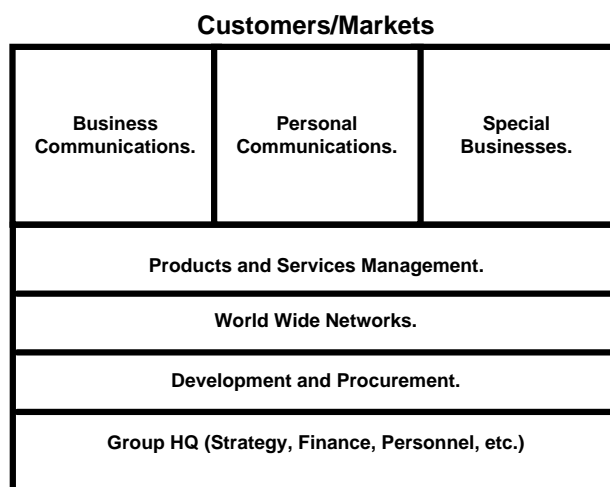 Customers/Markets
Business
Communications.
Personal
Communications.
Special
Businesses.
Products and Services Management.
World Wide Networks.
Development and Procurement.
Group HQ (Strategy, Finance, Personnel, etc.)